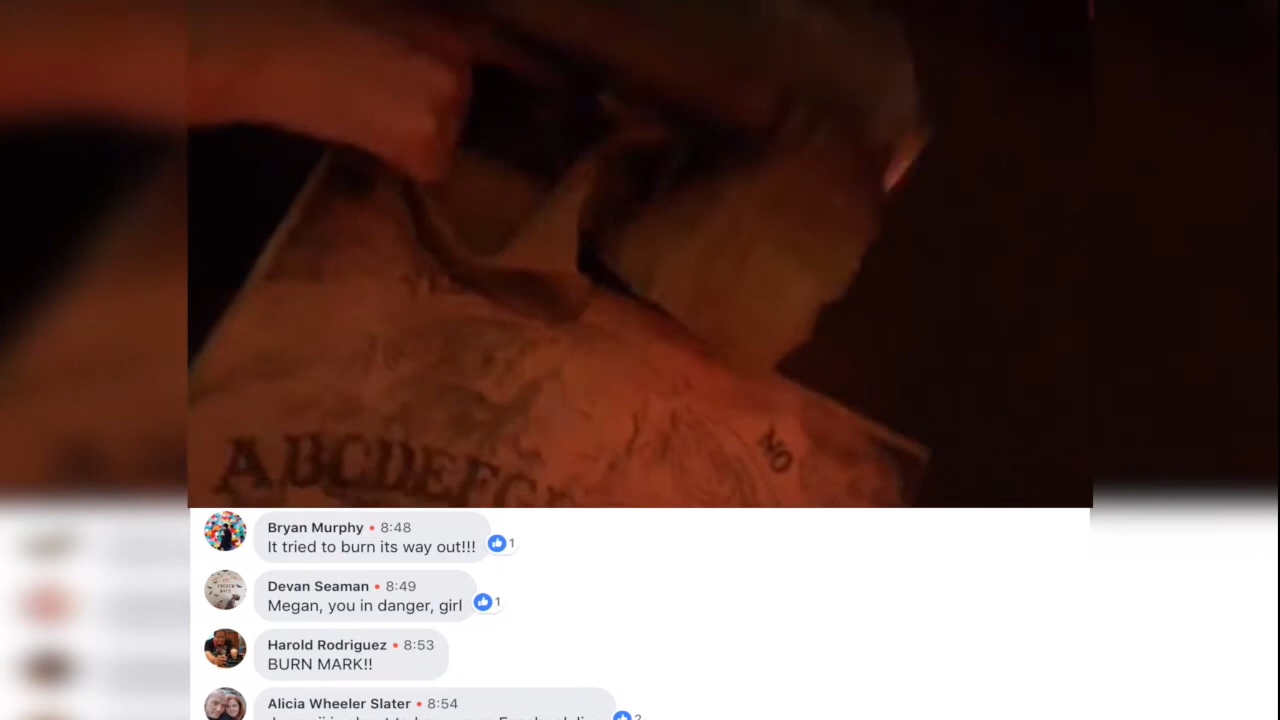 ABCDEFG
NO
Bryan Murphy • 8:48
It tried to burn its way out!!!
1
Devan Seaman • 8:49
Megan, you in danger, girl
1
Harold Rodriguez • 8:53
BURN MARK!!
Alicia Wheeler Slater • 8:54
2